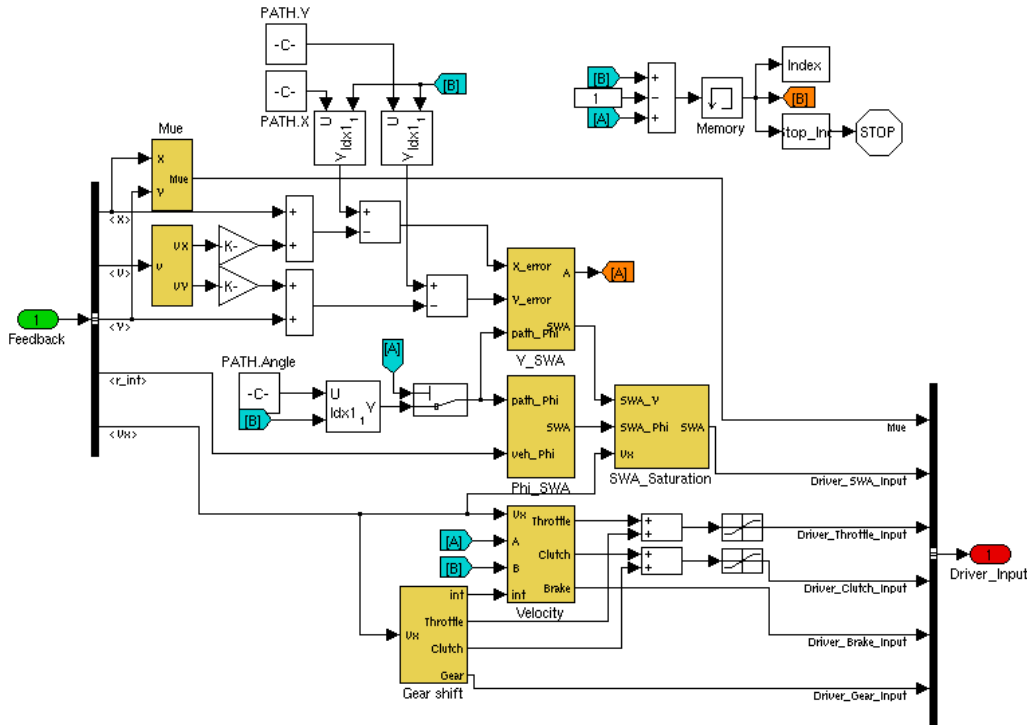 PATH.Y
-C-
-C-
PATH.X
[B]
U
Idx1 1
Y
U
Idx1 1
Y
[B]
1
[A]
+
−
+
Memory
Index
[B]
Stop_Ind
STOP
Mue
X
Y
Mue
<X>
<Y>
v
VX
VY
-K-
-K-
+
+
+
+
+
−
+
−
1
Feedback
<r_int>
<Vx>
X_error
A
Y_error
SWA
path_Phi
Y_SWA
[A]
PATH.Angle
-C-
[B]
U
Idx1 1
Y
[A]
path_Phi
SWA
veh_Phi
Phi_SWA
SWA_Y
SWA_Phi
SWA
Vx
SWA_Saturation
Mue
Driver_SWA_Input
Vx
Throttle
A
Clutch
B
Brake
int
Velocity
[A]
[B]
+
+
+
+
int
Throttle
Vx
Clutch
Gear
Gear shift
Driver_Throttle_Input
Driver_Clutch_Input
Driver_Brake_Input
Driver_Gear_Input
1
Driver_Input